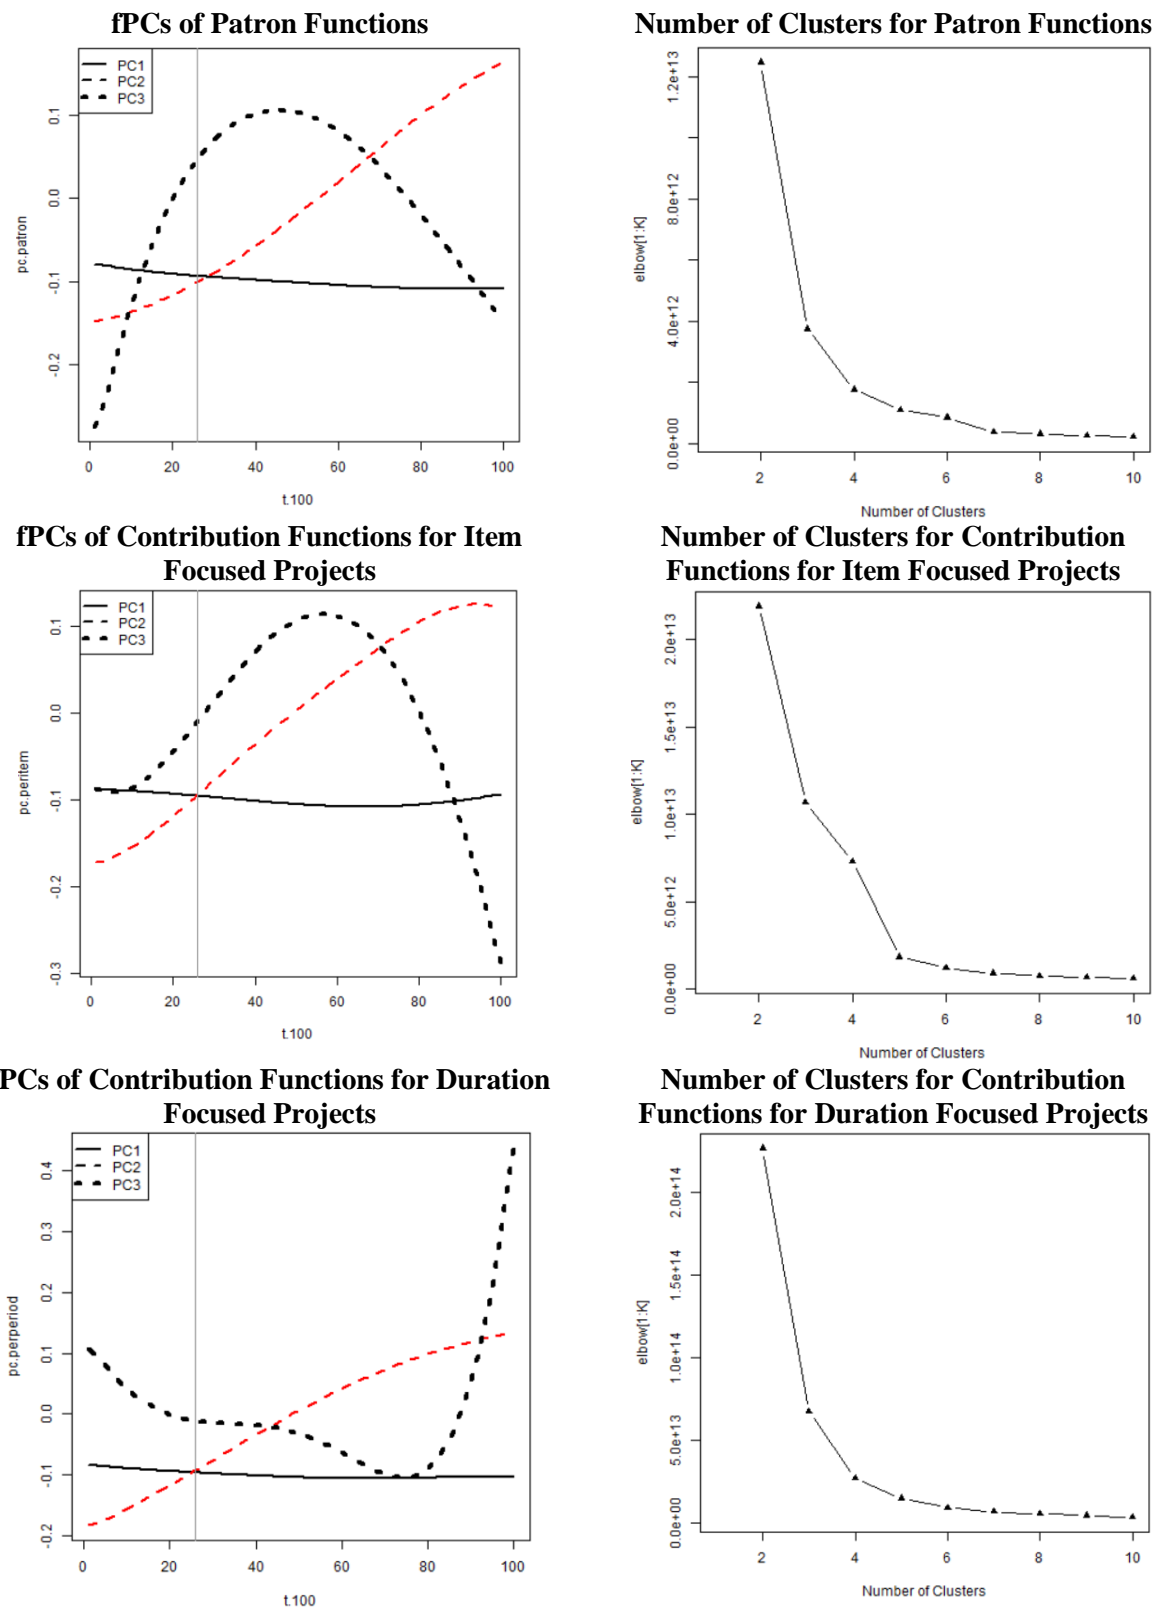 fPCs of Patron Functions
PC1
PC2
PC3
0.1
0.0
-0.1
-0.2
pc.patron
0 20 40 60 80 100
t.100
Number of Clusters for Patron Functions
1.2e+13
8.0e+12
4.0e+12
0.0e+00
elbow[1:K]
2 4 6 8 10
Number of Clusters
fPCs of Contribution Functions for Item
Focused Projects
PC1
PC2
PC3
0.1
0.0
-0.1
-0.2
-0.3
pc.peritem
0 20 40 60 80 100
t.100
Number of Clusters for Contribution
Functions for Item Focused Projects
2.0e+13
1.5e+13
1.0e+13
5.0e+12
0.0e+00
elbow[1:K]
2 4 6 8 10
Number of Clusters
PCs of Contribution Functions for Duration
Focused Projects
PC1
PC2
PC3
0.4
0.3
0.2
0.1
0.0
-0.1
-0.2
pc.perperiod
0 20 40 60 80 100
t.100
Number of Clusters for Contribution
Functions for Duration Focused Projects
2.0e+14
1.5e+14
1.0e+14
5.0e+13
0.0e+00
elbow[1:K]
2 4 6 8 10
Number of Clusters